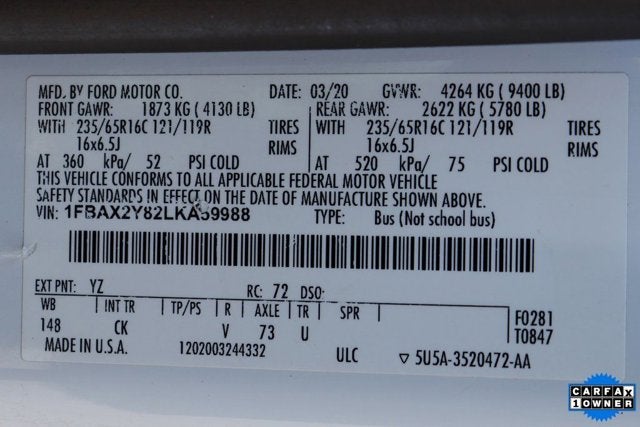 MFD. BY FORD MOTOR CO. DATE: 03/20 GVWR: 4264 KG ( 9400 LB)
FRONT GAWR: 1873 KG ( 4130 LB) REAR GAWR: 2622 KG ( 5780 LB)
WITH 235/65R16C 121/119R TIRES WITH 235/65R16C 121/119R TIRES
16x6.5J RIMS 16x6.5J RIMS
AT 360 kPa/ 52 PSI COLD AT 520 kPa/ 75 PSI COLD
THIS VEHICLE CONFORMS TO ALL APPLICABLE FEDERAL MOTOR VEHICLE
SAFETY STANDARDS IN EFFECT ON THE DATE OF MANUFACTURE SHOWN ABOVE.
VIN: 1FBAX2Y82LKA59988 TYPE: Bus (Not school bus)
EXT PNT: YZ RC: 72 DSO:
WB INT TR TP/PS R AXLE TR SPR F0281
148 CK V 73 U T0847
MADE IN U.S.A. 1202003244332 ULC ▽ 5U5A-3520472-AA
CARFAX
1 OWNER